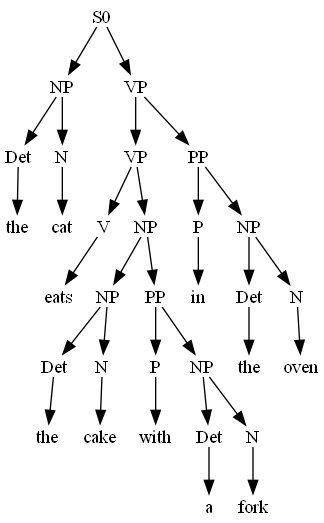 S0
NP VP
Det N VP PP
the cat V NP P NP
eats NP PP in Det N
Det N P NP the oven
the cake with Det N
a fork